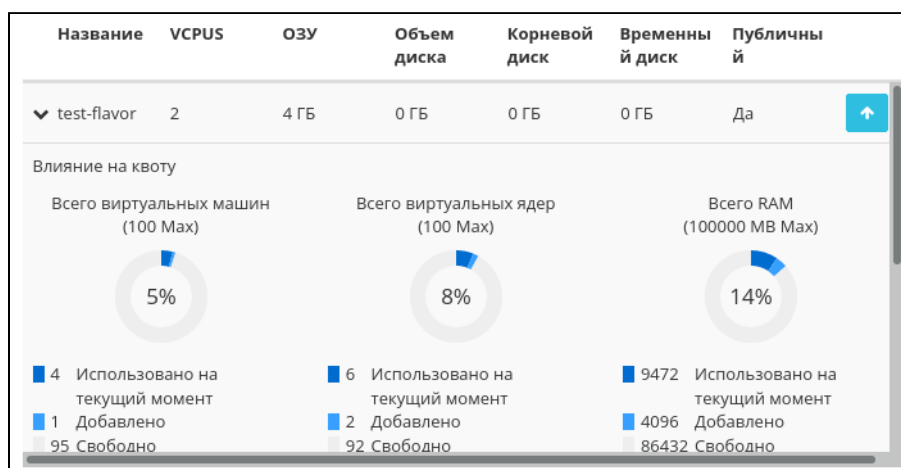 Название VCPUS ОЗУ Объем диска Корневой диск Временны й диск Публичны й
test-flavor 2 4 ГБ 0 ГБ 0 ГБ 0 ГБ Да
Влияние на квоту
Всего виртуальных машин
(100 Max)
5%
4 Использовано на
текущий момент
1 Добавлено
95 Свободно
Всего виртуальных ядер
(100 Max)
8%
6 Использовано на
текущий момент
2 Добавлено
92 Свободно
Всего RAM
(100000 MB Max)
14%
9472 Использовано на
текущий момент
4096 Добавлено
86432 Свободно